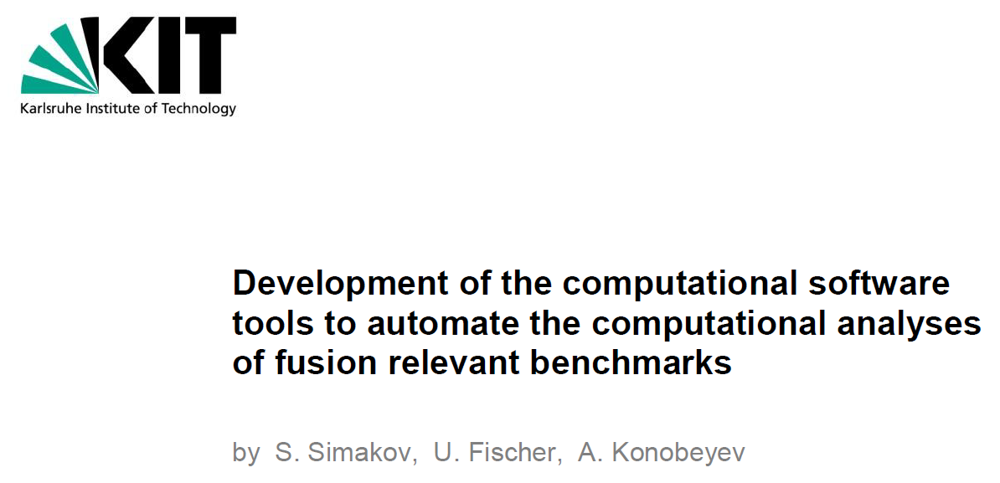 KIT
Karlsruhe Institute of Technology
Development of the computational software
tools to automate the computational analyses
of fusion relevant benchmarks
by S. Simakov, U. Fischer, A. Konobeyev